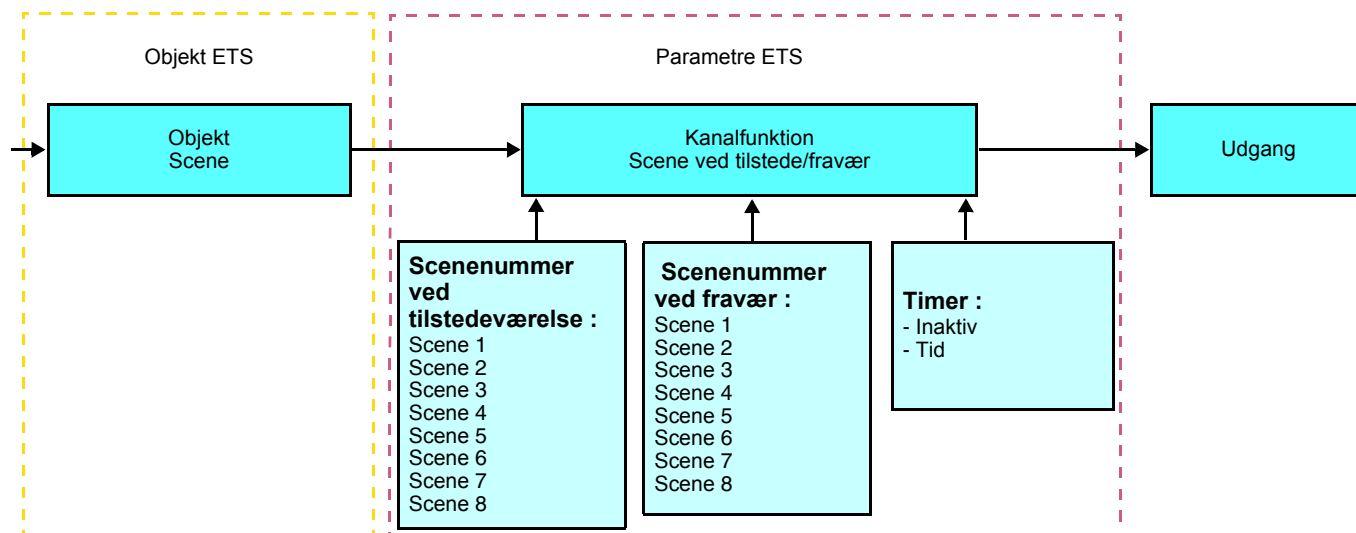 Objekt ETS
Parametre ETS
Objekt
Scene
Kanalfunktion
Scene ved tilstede/fravær
Udgang
Scenenummer
ved
tilstedeværelse :
Scene 1
Scene 2
Scene 3
Scene 4
Scene 5
Scene 6
Scene 7
Scene 8
Scenenummer
ved fravær :
Scene 1
Scene 2
Scene 3
Scene 4
Scene 5
Scene 6
Scene 7
Scene 8
Timer :
- Inaktiv
- Tid